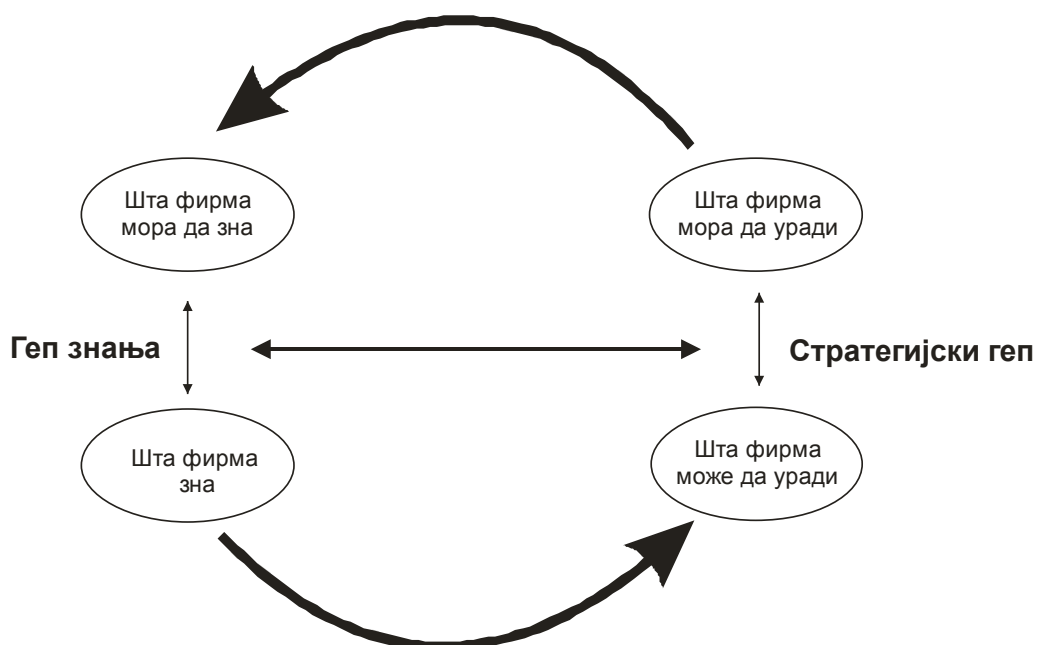 Шта фирма
мора да зна
Шта фирма
мора да уради
Геп знања
Стратегијски геп
Шта фирма
зна
Шта фирма
може да уради